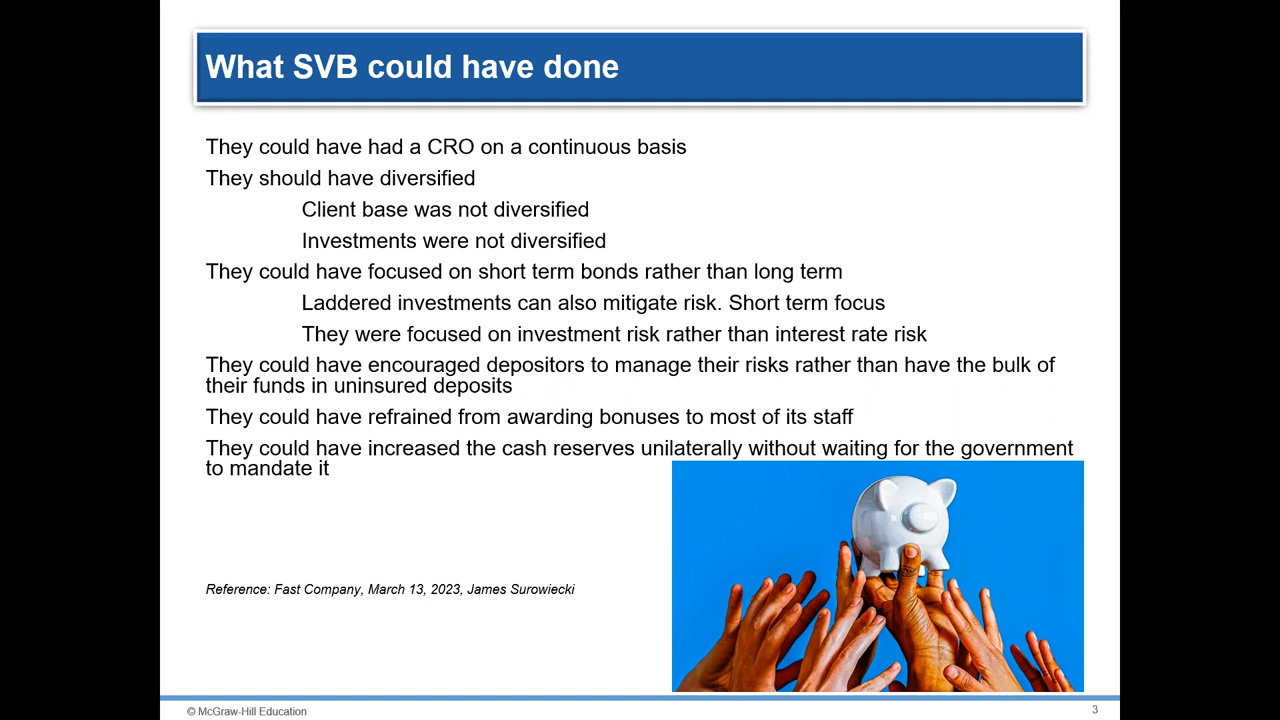 What SVB could have done
They could have had a CRO on a continuous basis
They should have diversified
Client base was not diversified
Investments were not diversified
They could have focused on short term bonds rather than long term
Laddered investments can also mitigate risk. Short term focus
They were focused on investment risk rather than interest rate risk
They could have encouraged depositors to manage their risks rather than have the bulk of
their funds in uninsured deposits
They could have refrained from awarding bonuses to most of its staff
They could have increased the cash reserves unilaterally without waiting for the government
to mandate it
Reference: Fast Company, March 13, 2023, James Surowiecki
© McGraw-Hill Education
3